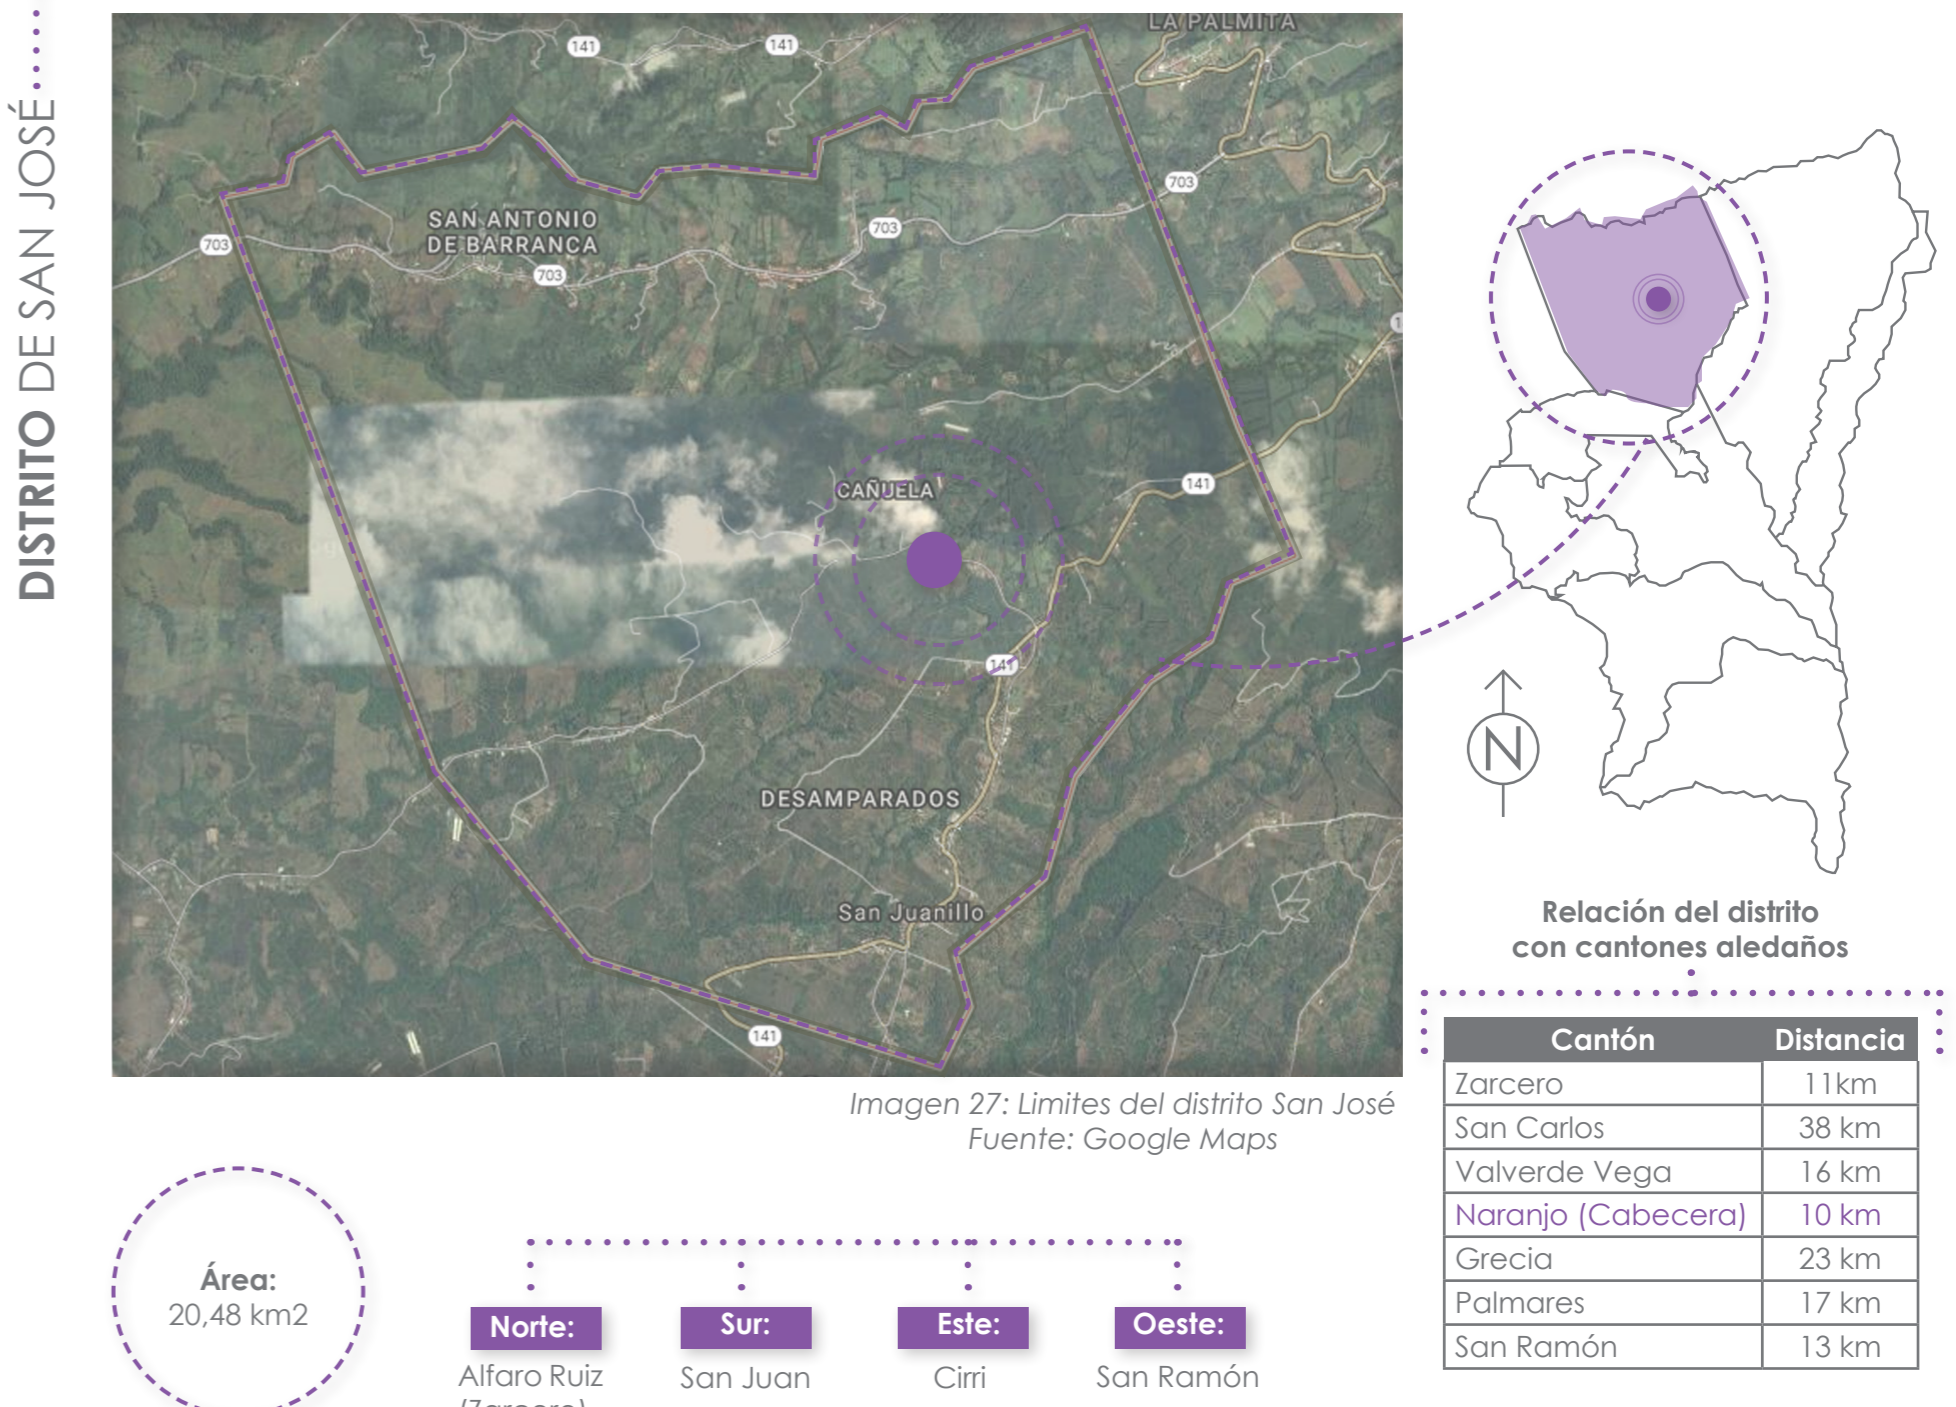 DISTRITO DE SAN JOSÉ
LA PALMITA
141
141
703
703
SAN ANTONIO
DE BARRANCA
703
703
141
CAÑUELA
141
DESAMPARADOS
San Juanillo
141
N
Imagen 27: Limites del distrito San José
Fuente: Google Maps
Relación del distrito
con cantones aledaños
Cantón Distancia
Zarcero 11km
San Carlos 38 km
Valverde Vega 16 km
Naranjo (Cabecera) 10 km
Grecia 23 km
Palmares 17 km
San Ramón 13 km
Área:
20,48 km2
Norte:
Alfaro Ruiz
(Zarcero)
Sur:
San Juan
Este:
Cirri
Oeste:
San Ramón